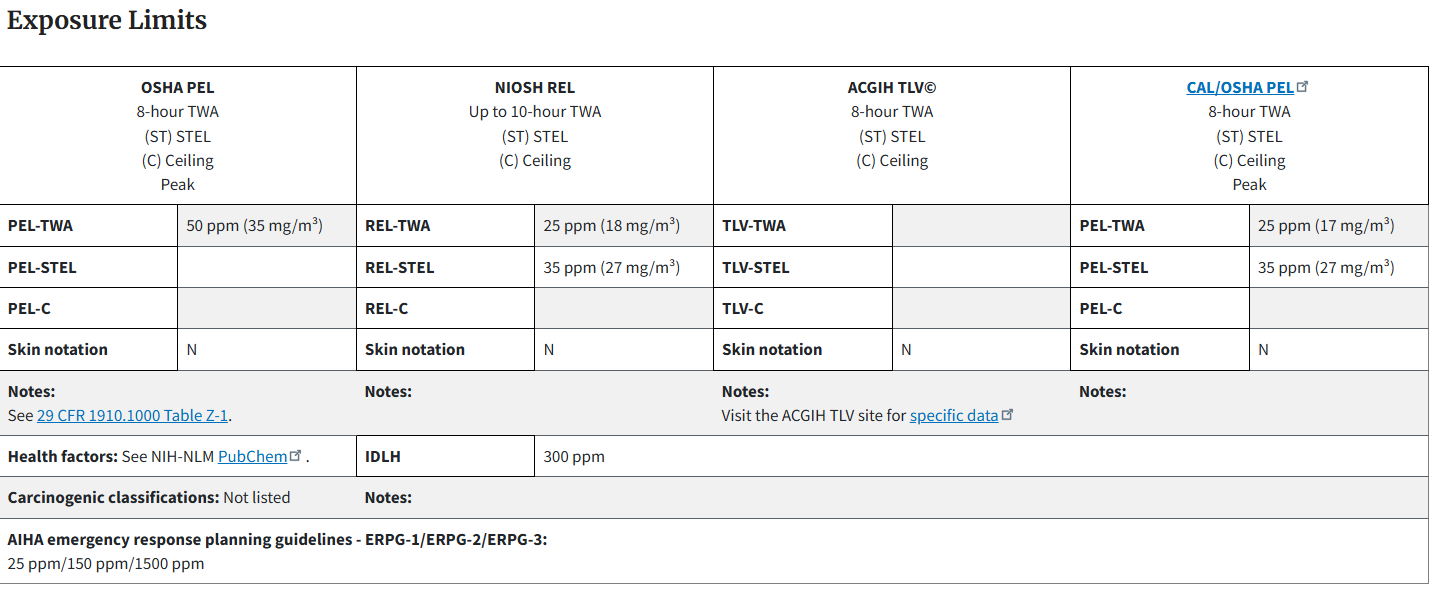 Exposure Limits
OSHA PEL
8-hour TWA
(ST) STEL
(C) Ceiling
Peak
NIOSH REL
Up to 10-hour TWA
(ST) STEL
(C) Ceiling
ACGIH TLV©
8-hour TWA
(ST) STEL
(C) Ceiling
CAL/OSHA PEL
8-hour TWA
(ST) STEL
(C) Ceiling
Peak
PEL-TWA 50 ppm (35 mg/m³) REL-TWA 25 ppm (18 mg/m³) TLV-TWA PEL-TWA 25 ppm (17 mg/m³)
PEL-STEL REL-STEL 35 ppm (27 mg/m³) TLV-STEL PEL-STEL 35 ppm (27 mg/m³)
PEL-C REL-C TLV-C PEL-C
Skin notation N Skin notation N Skin notation N Skin notation N
Notes:
See 29 CFR 1910.1000 Table Z-1.
Notes:
Notes:
Visit the ACGIH TLV site for specific data
Notes:
Health factors: See NIH-NLM PubChem . IDLH 300 ppm
Carcinogenic classifications: Not listed Notes:
AIHA emergency response planning guidelines - ERPG-1/ERPG-2/ERPG-3:
25 ppm/150 ppm/1500 ppm